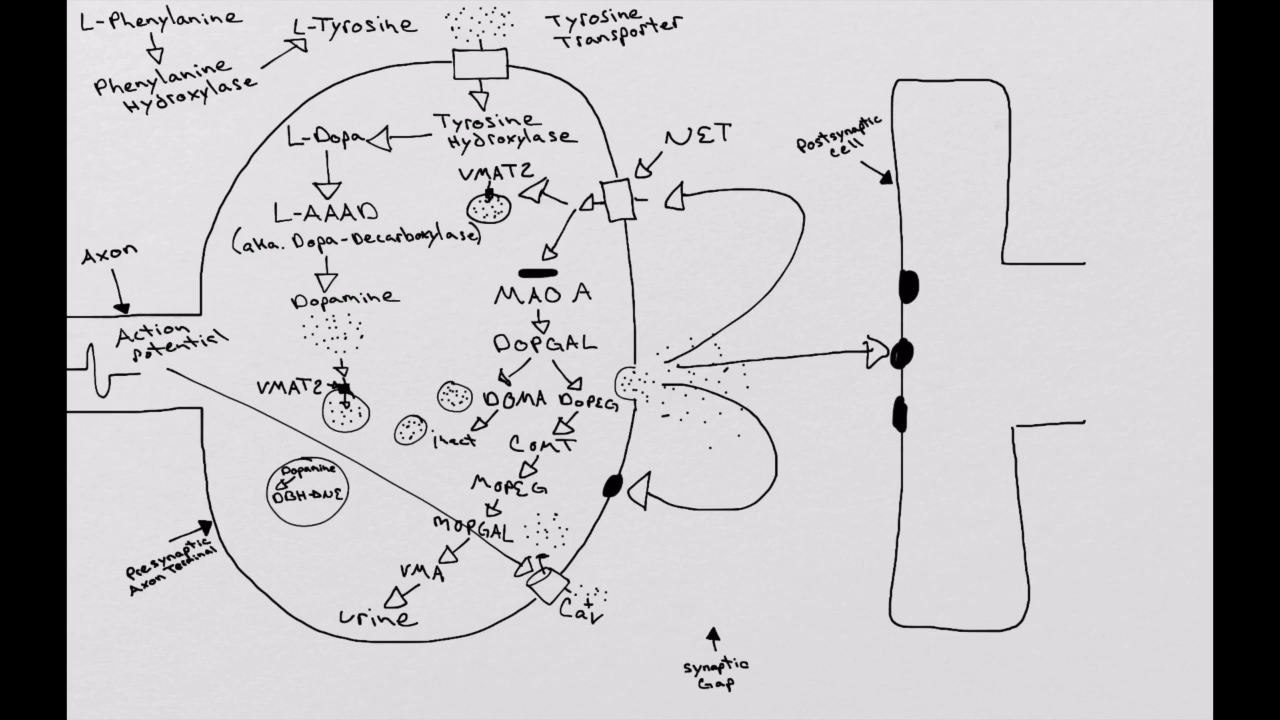 L-Phenylanine
Phenylanine
Hydroxylase
L-Tyrosine
Tyrosine
Transporter
Tyrosine
Hydroxylase
L-Dopa
L-AAAD
(aka. Dopa-Decarboxylase)
Dopamine
VMAT2
Dopamine
DBH→NE
Axon
Action
potential
Presynaptic
Axon Terminal
VMAT2
NET
MAO A
DOPGAL
DOMA
DOPEG
inact
COMT
MOPEG
MOPGAL
VMA
urine
Ca+v
Synaptic
Gap
Postsynaptic
cell